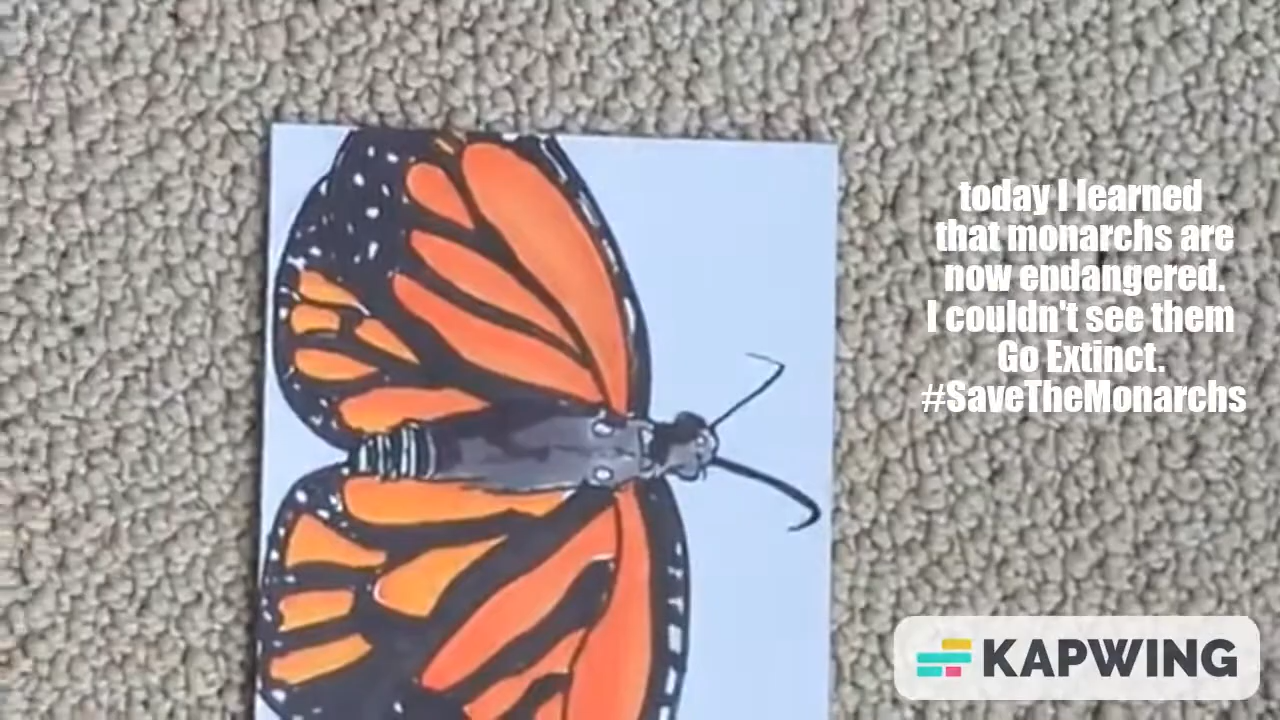 today I learned
that monarchs are
now endangered.
I couldn't see them
Go Extinct.
#SaveTheMonarchs
KAPWING